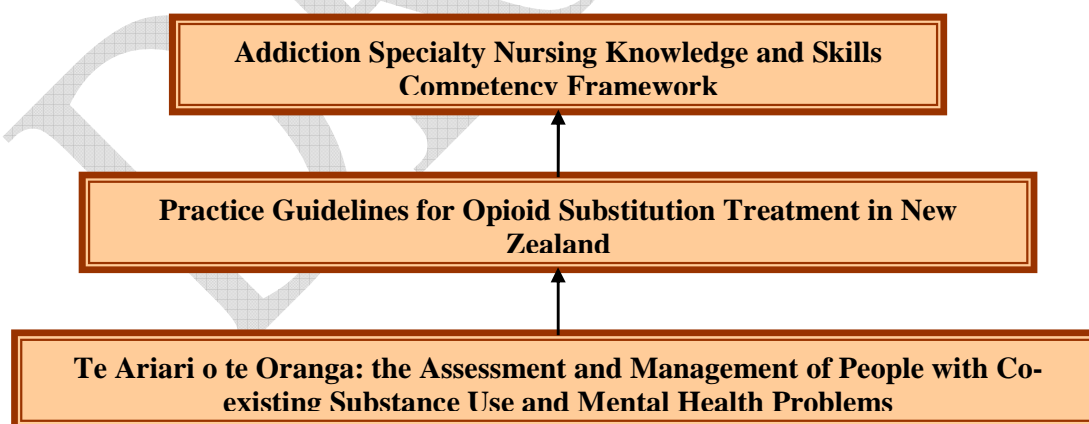 Addiction Specialty Nursing Knowledge and Skills
Competency Framework
Practice Guidelines for Opioid Substitution Treatment in New
Zealand
Te Ariari o te Oranga: the Assessment and Management of People with Co-
existing Substance Use and Mental Health Problems